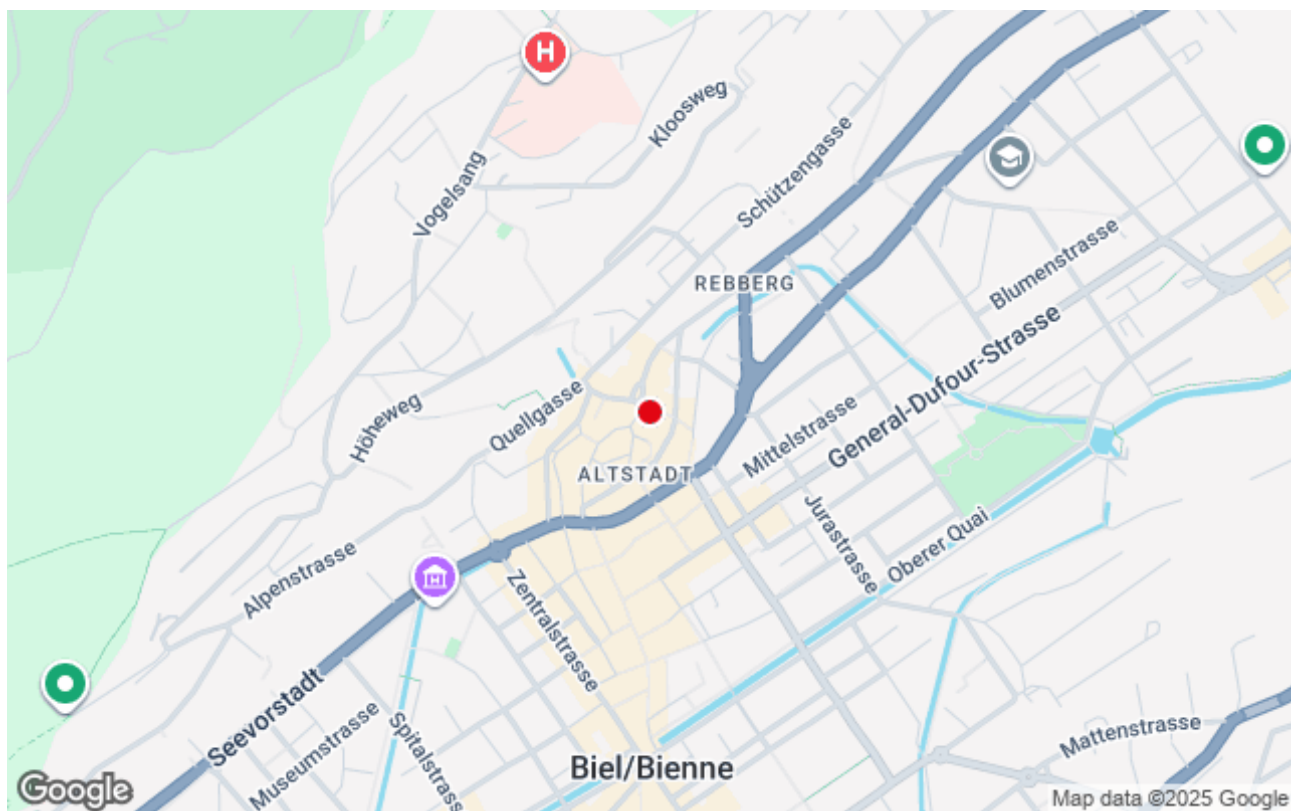 H
Kloosweg
Schützengasse
Vogelsang
REBBERG
Blumenstrasse
General-Dufour-Strasse
Höheweg
Quellgasse
Mittelstrasse
ALTSTADT
Jurastrasse
Oberer Quai
Alpenstrasse
Zentralstrasse
Seevorstadt
Museumstrasse
Spitalstrasse
Mattenstrasse
Biel/Bienne
Google
Map data ©2025 Google